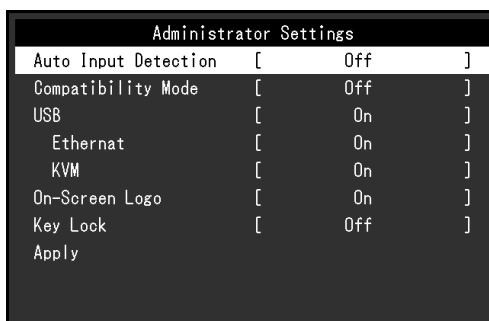 Administrator Settings
Auto Input Detection [ Off ]
Compatibility Mode [ Off ]
USB [ On ]
Ethernat [ On ]
KVM [ On ]
On-Screen Logo [ On ]
Key Lock [ Off ]
Apply